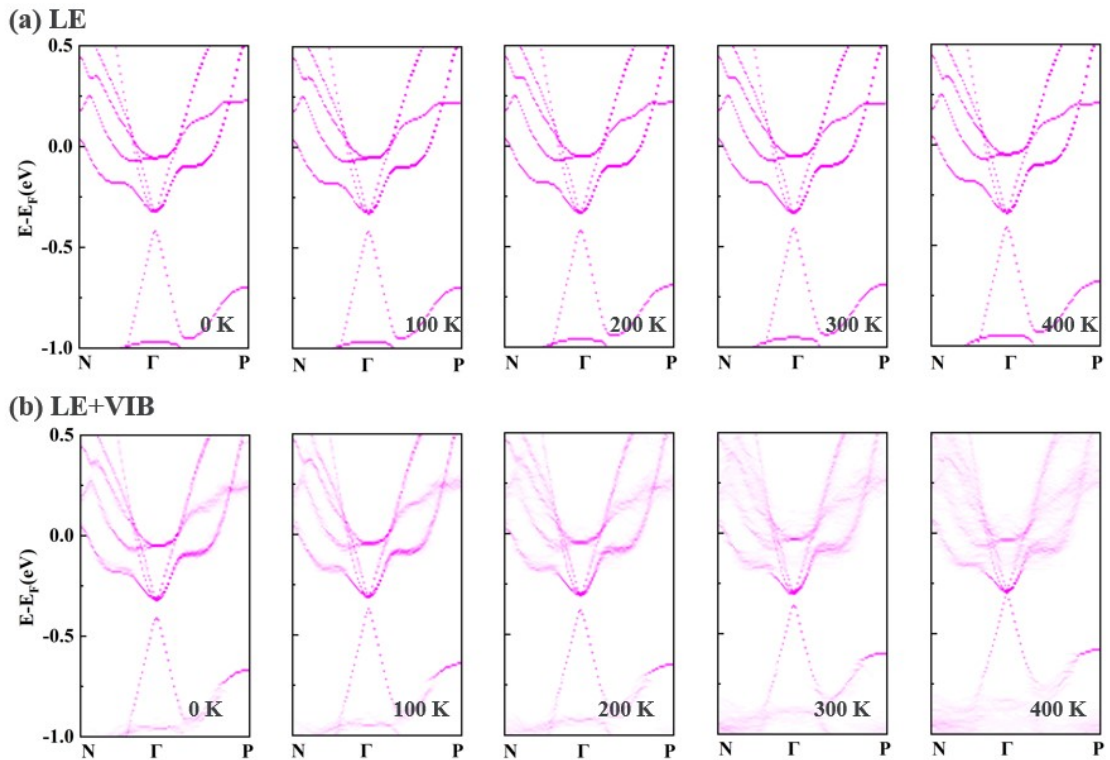 (a) LE
0.5
0.0
-0.5
-1.0
E-E_F(eV)
0 K
100 K
200 K
300 K
400 K
N Γ P
N Γ P
N Γ P
N Γ P
N Γ P
(b) LE+VIB
0.5
0.0
-0.5
-1.0
E-E_F(eV)
0 K
100 K
200 K
300 K
400 K
N Γ P
N Γ P
N Γ P
N Γ P
N Γ P